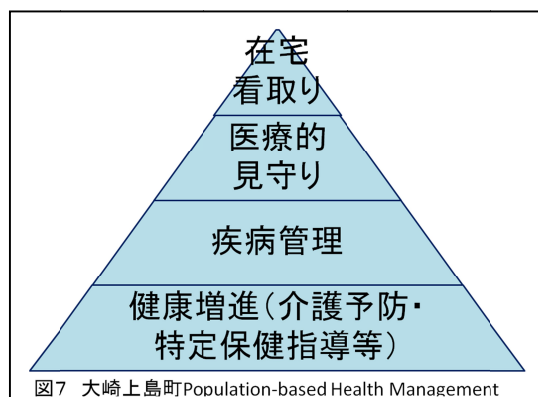 在宅
看取り
医療的
見守り
疾病管理
健康増進(介護予防・
特定保健指導等)
図7 大崎上島町Population-based Health Management